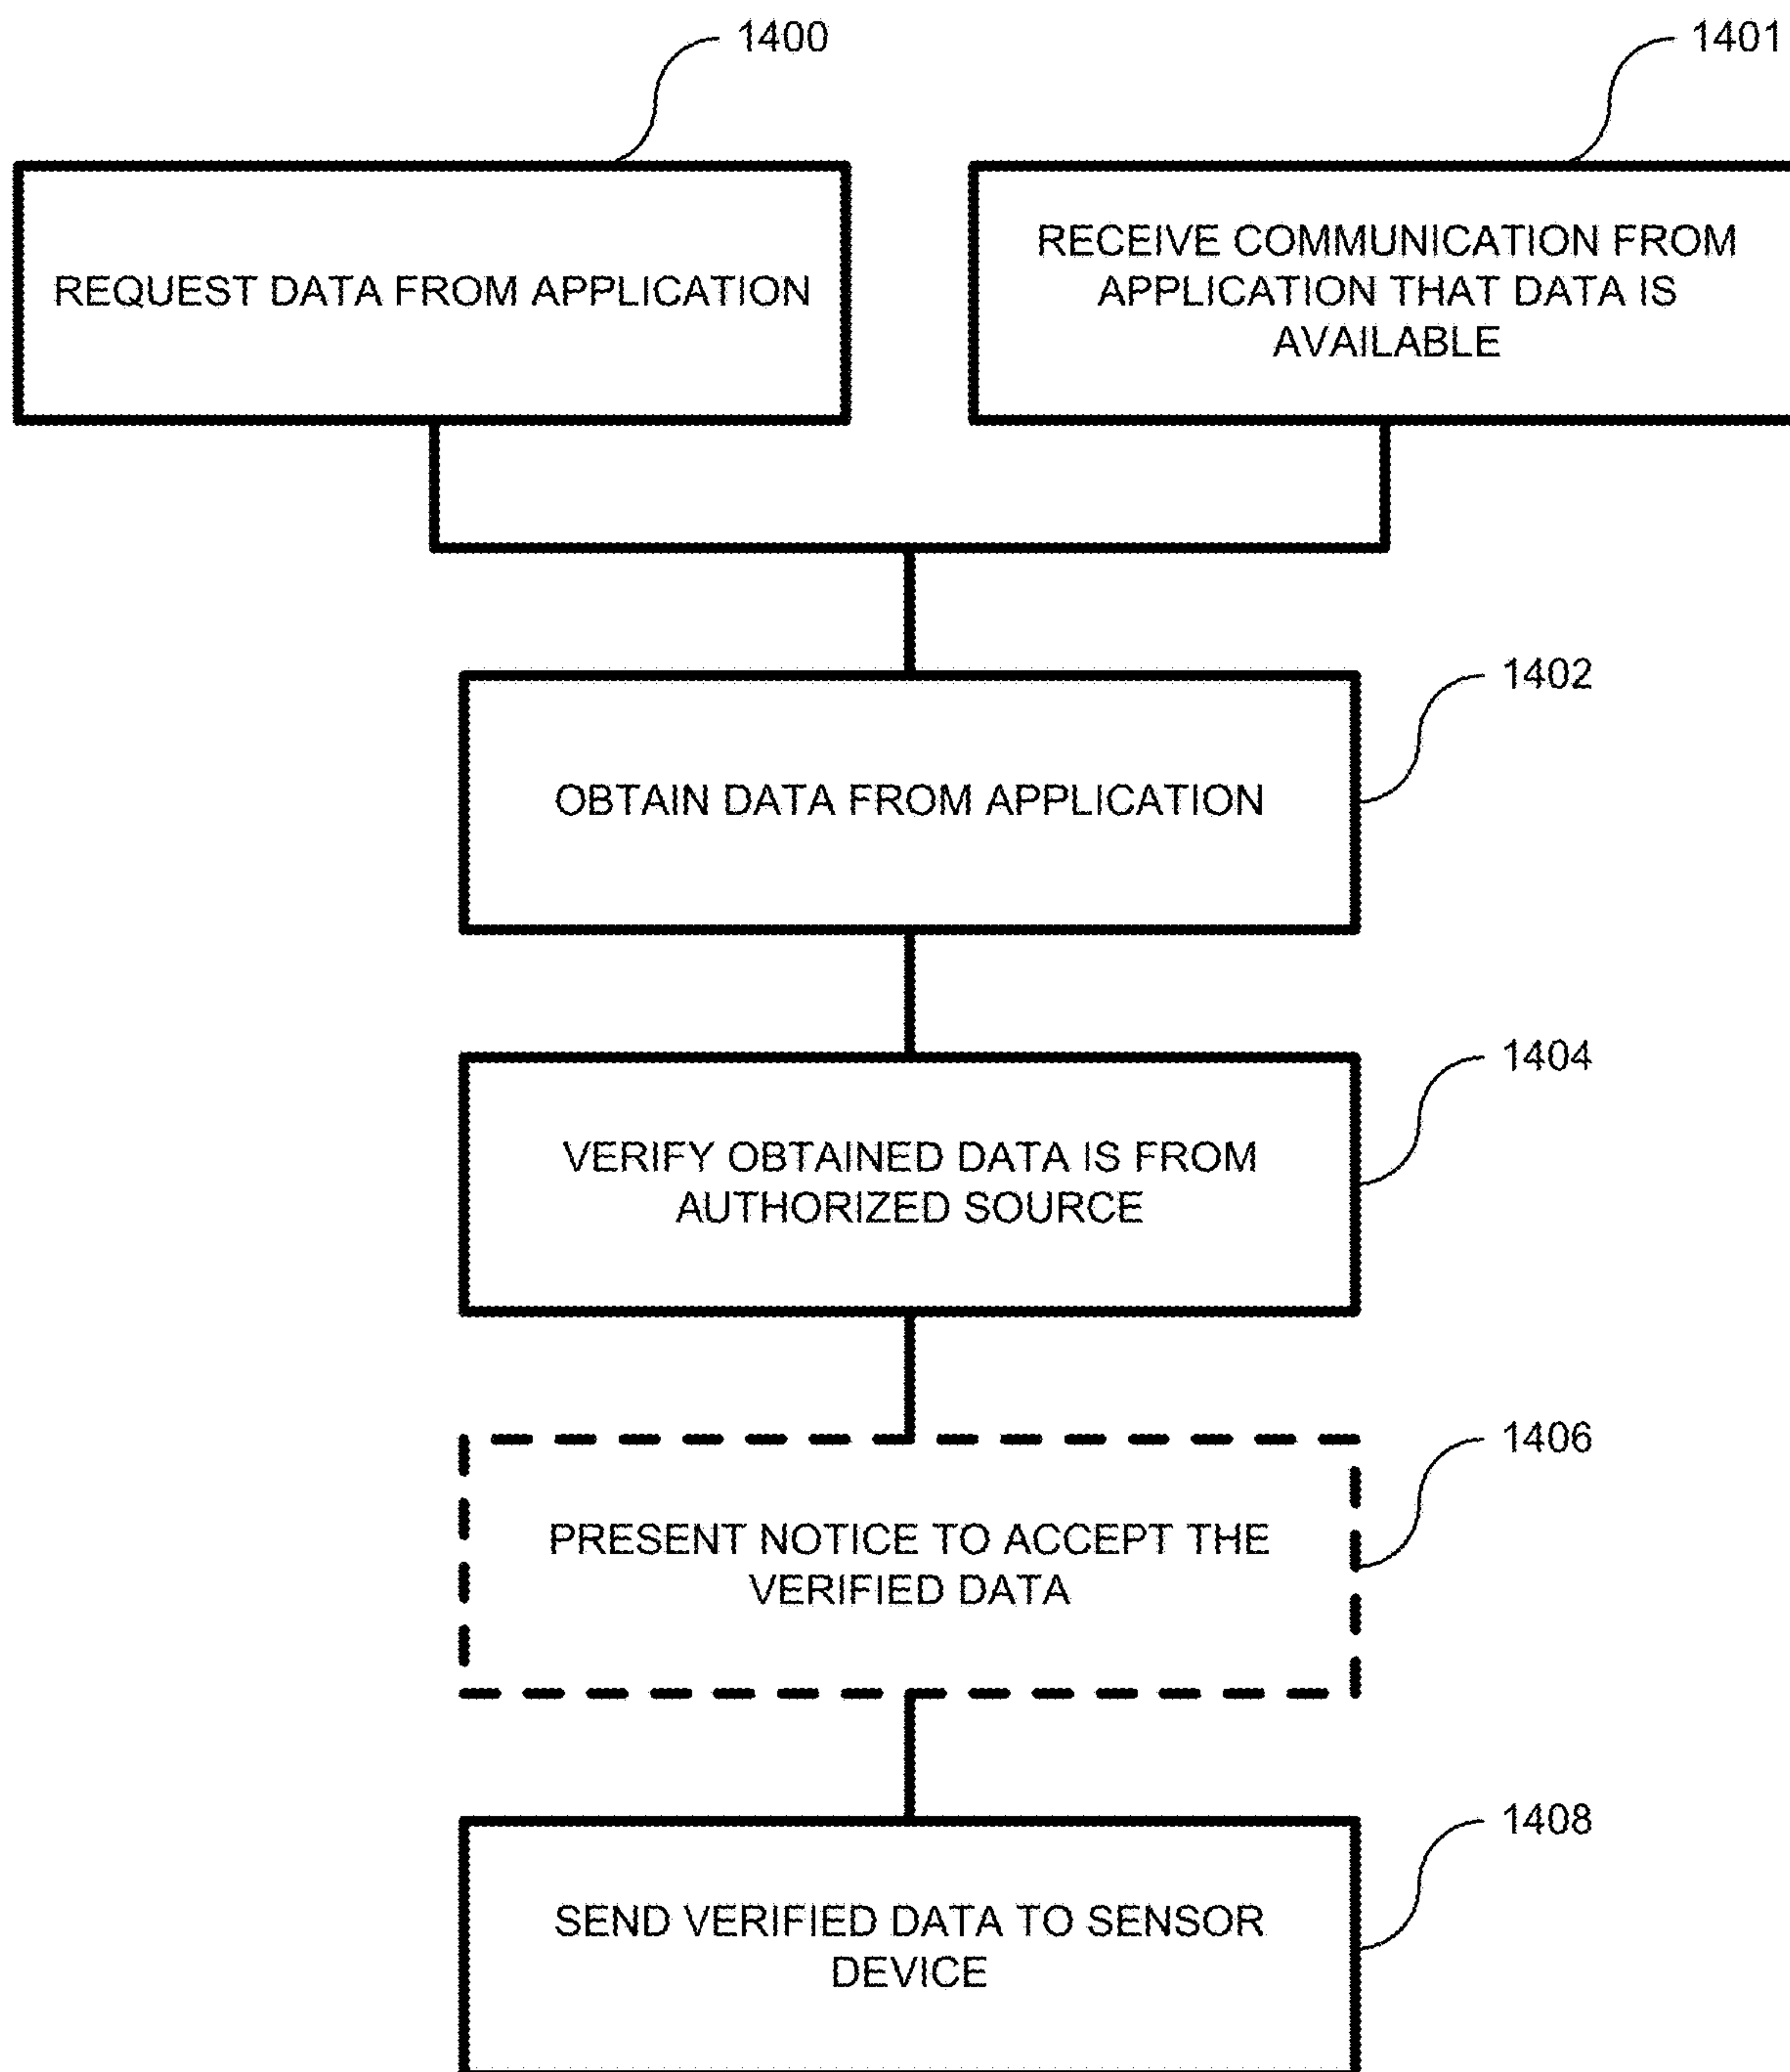 1400
1401
REQUEST DATA FROM APPLICATION
RECEIVE COMMUNICATION FROM
APPLICATION THAT DATA IS
AVAILABLE
1402
OBTAIN DATA FROM APPLICATION
1404
VERIFY OBTAINED DATA IS FROM
AUTHORIZED SOURCE
1406
PRESENT NOTICE TO ACCEPT THE
VERIFIED DATA
1408
SEND VERIFIED DATA TO SENSOR
DEVICE